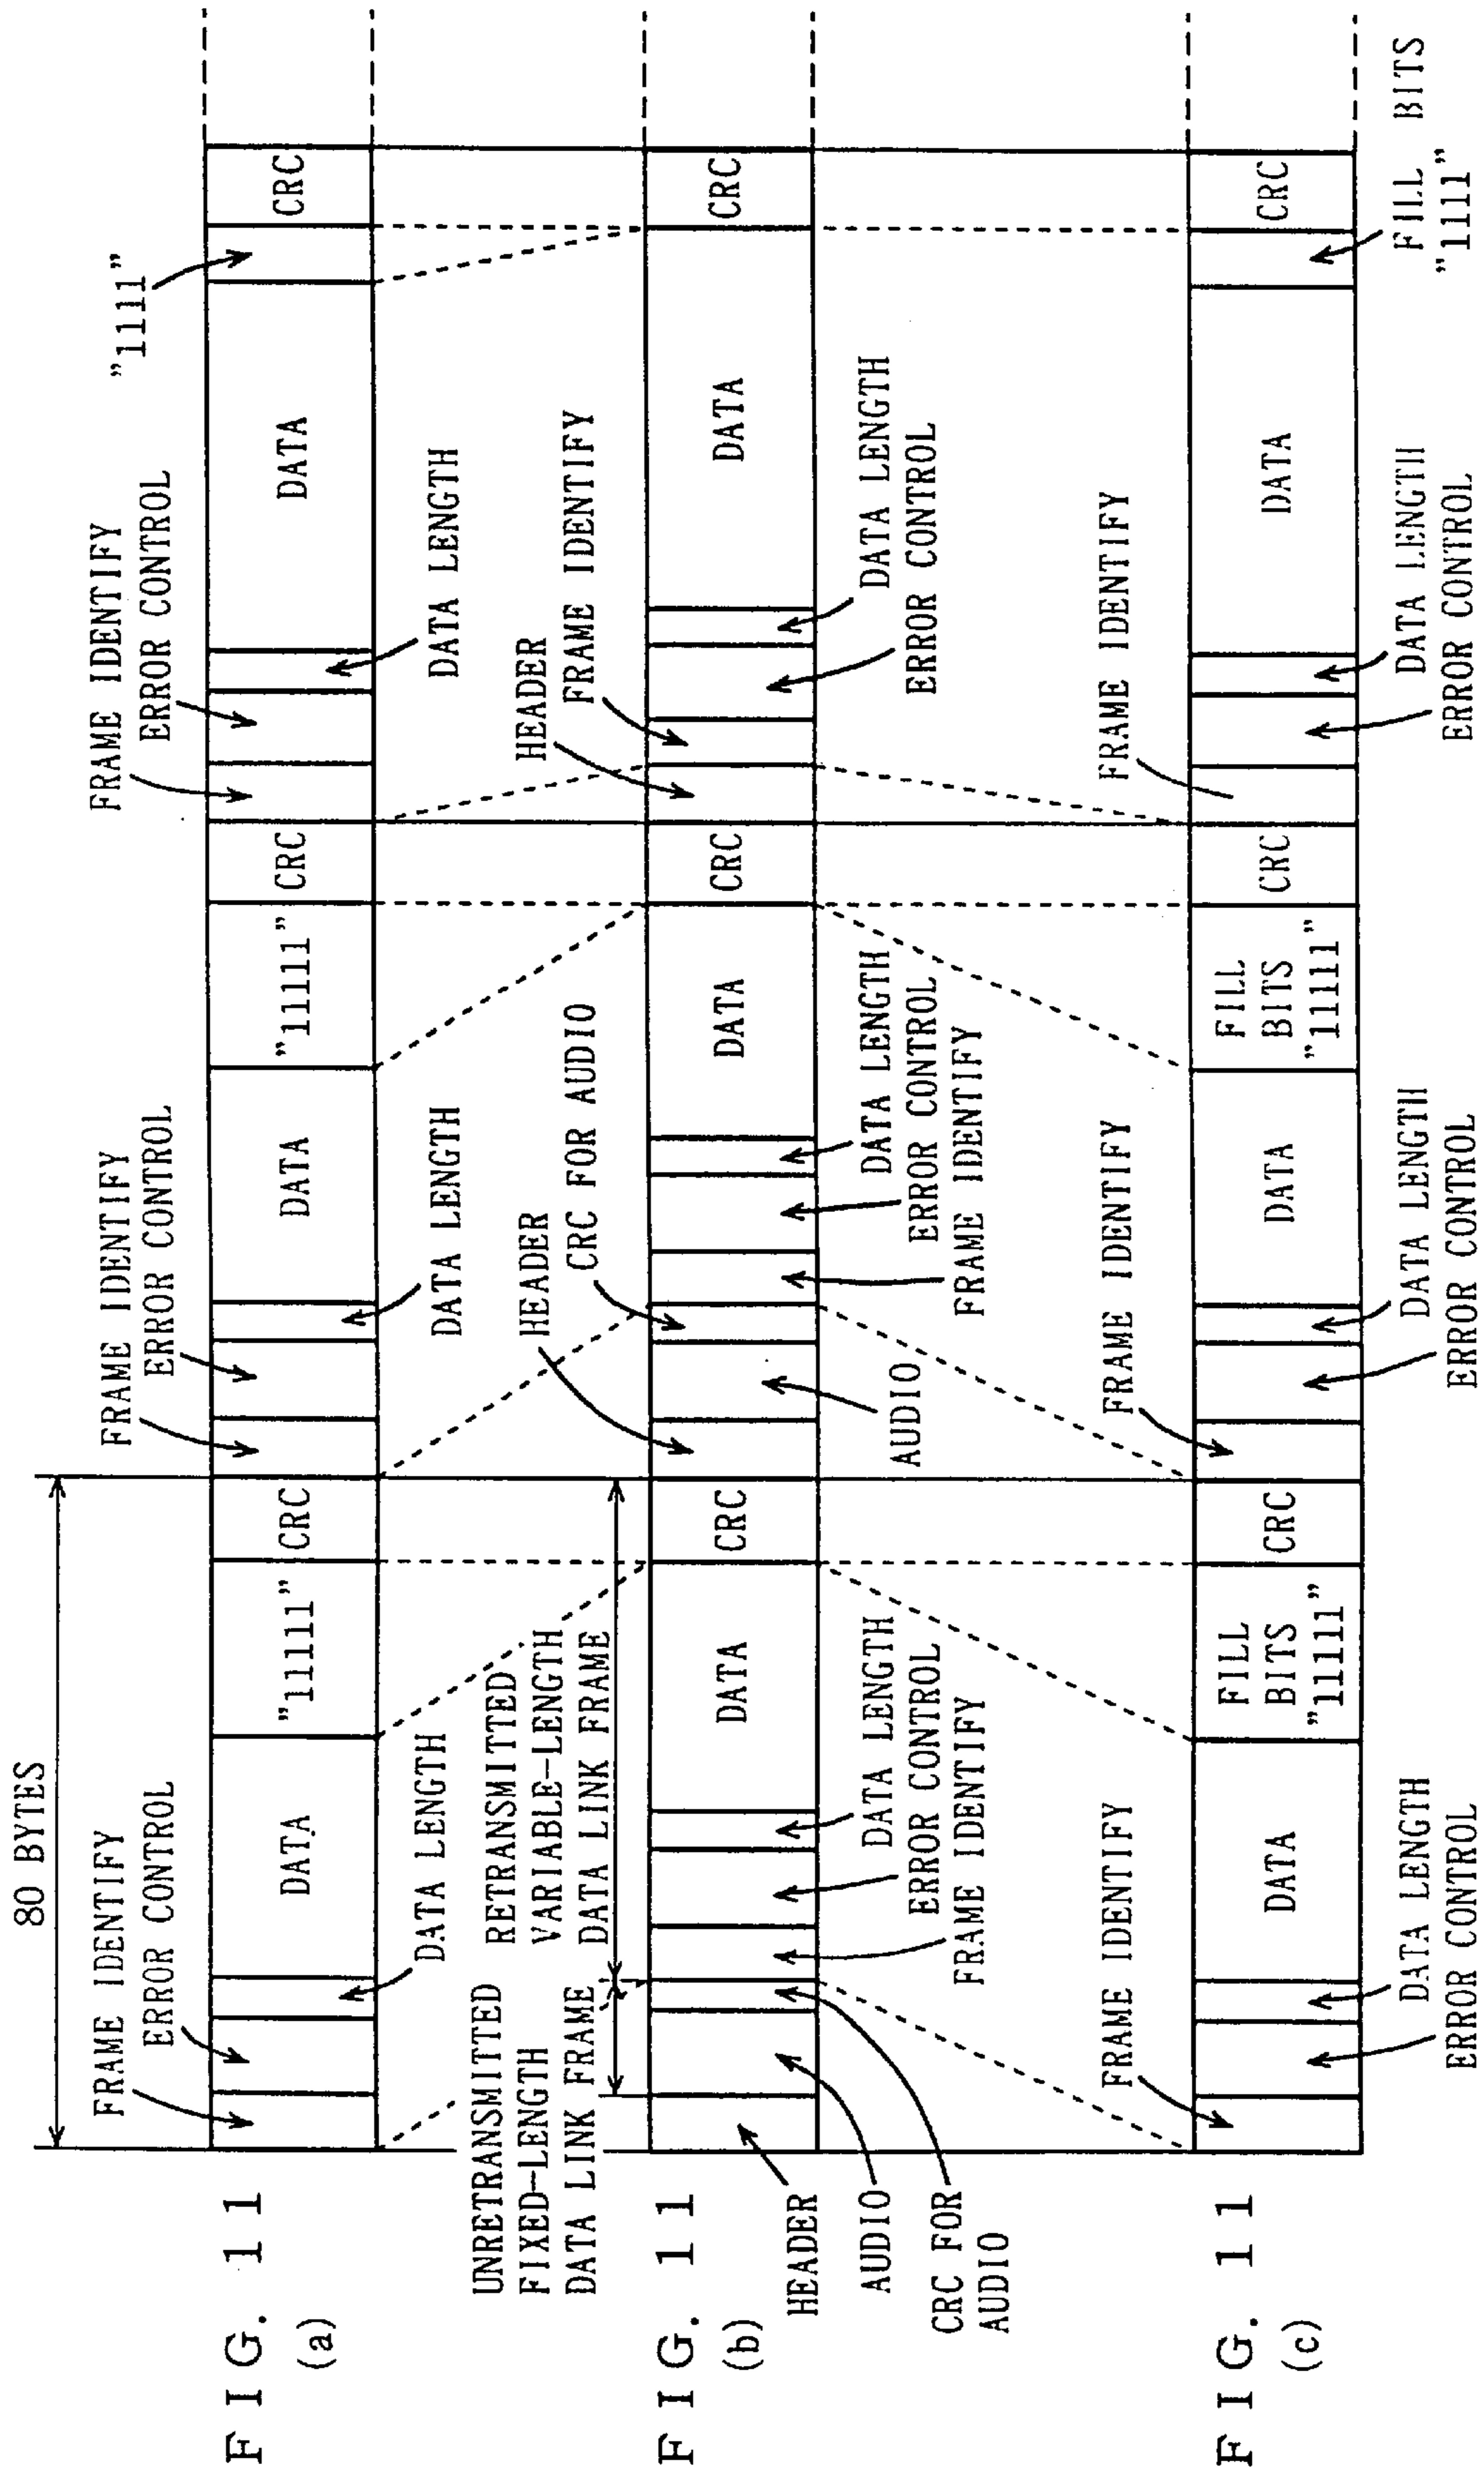 FIG. 11
(a)
80 BYTES
FRAME IDENTIFY
ERROR CONTROL
DATA LENGTH
DATA
"11111"
CRC
FRAME IDENTIFY
ERROR CONTROL
DATA LENGTH
DATA
"11111"
CRC
FRAME IDENTIFY
ERROR CONTROL
DATA LENGTH
DATA
"1111"
CRC
FIG. 11
(b)
UNRETRANSMITTED
FIXED-LENGTH
DATA LINK FRAME
RETRANSMITTED
VARIABLE-LENGTH
DATA LINK FRAME
HEADER
AUDIO
CRC FOR
AUDIO
FRAME IDENTIFY
ERROR CONTROL
DATA LENGTH
DATA
CRC
HEADER
AUDIO
CRC FOR AUDIO
FRAME IDENTIFY
ERROR CONTROL
DATA LENGTH
DATA
CRC
HEADER
FRAME IDENTIFY
ERROR CONTROL
DATA LENGTH
DATA
CRC
FIG. 11
(c)
FRAME IDENTIFY
ERROR CONTROL
DATA LENGTH
DATA
FILL
BITS
"11111"
CRC
FRAME IDENTIFY
ERROR CONTROL
DATA LENGTH
DATA
FILL
BITS
"11111"
CRC
FRAME IDENTIFY
ERROR CONTROL
DATA LENGTH
DATA
FILL BITS
"1111"
CRC